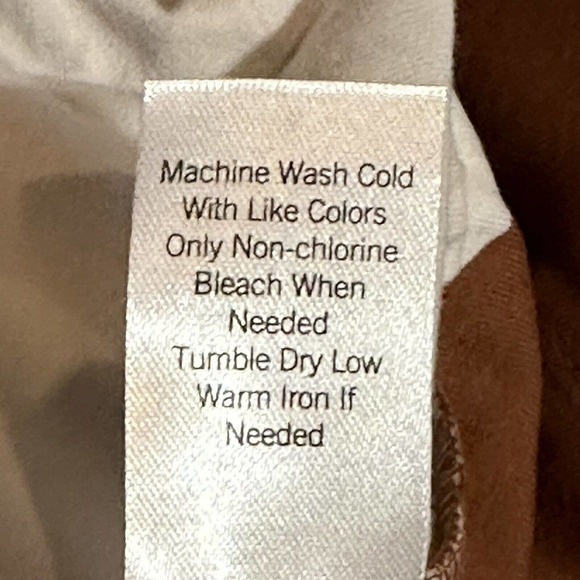 Machine Wash Cold
With Like Colors
Only Non-chlorine
Bleach When
Needed
Tumble Dry Low
Warm Iron If
Needed